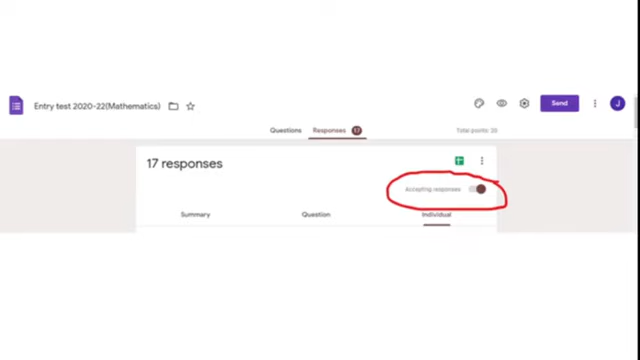 Entry test 2020-22(Mathematics)
Send
J
Questions
Responses 17
Total points: 20
17 responses
Accepting responses
Summary
Question
Individual